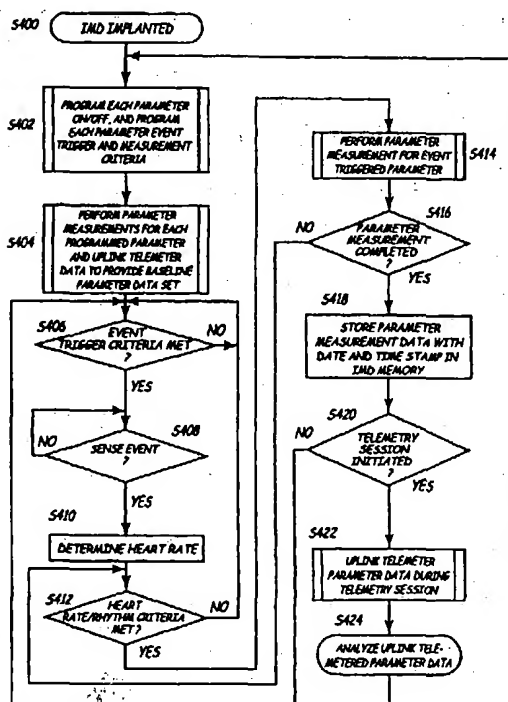 S400
IMD IMPLANTED
S402
PROGRAM EACH PARAMETER
ON/OFF, AND PROGRAM
EACH PARAMETER EVENT
TRIGGER AND MEASUREMENT
CRITERIA
S404
PERFORM PARAMETER
MEASUREMENTS FOR EACH
PROGRAMMED PARAMETER
AND UPLINK TELEMETER
DATA TO PROVIDE BASELINE
PARAMETER DATA SET
S406
EVENT
TRIGGER CRITERIA MET
?
NO
YES
S408
NO
SENSE EVENT
?
YES
S410
DETERMINE HEART RATE
S412
HEART
RATE/RHYTHM CRITERIA
MET ?
NO
YES
PERFORM PARAMETER
MEASUREMENT FOR EVENT
TRIGGERED PARAMETER
S414
S416
NO
PARAMETER
MEASUREMENT
COMPLETED
?
YES
S418
STORE PARAMETER
MEASUREMENT DATA WITH
DATE AND TIME STAMP IN
IMD MEMORY
S420
NO
TELEMETRY
SESSION
INITIATED
?
YES
S422
UPLINK TELEMETER
PARAMETER DATA DURING
TELEMETRY SESSION
S424
ANALYZE UPLINK TELE-
METERED PARAMETER DATA